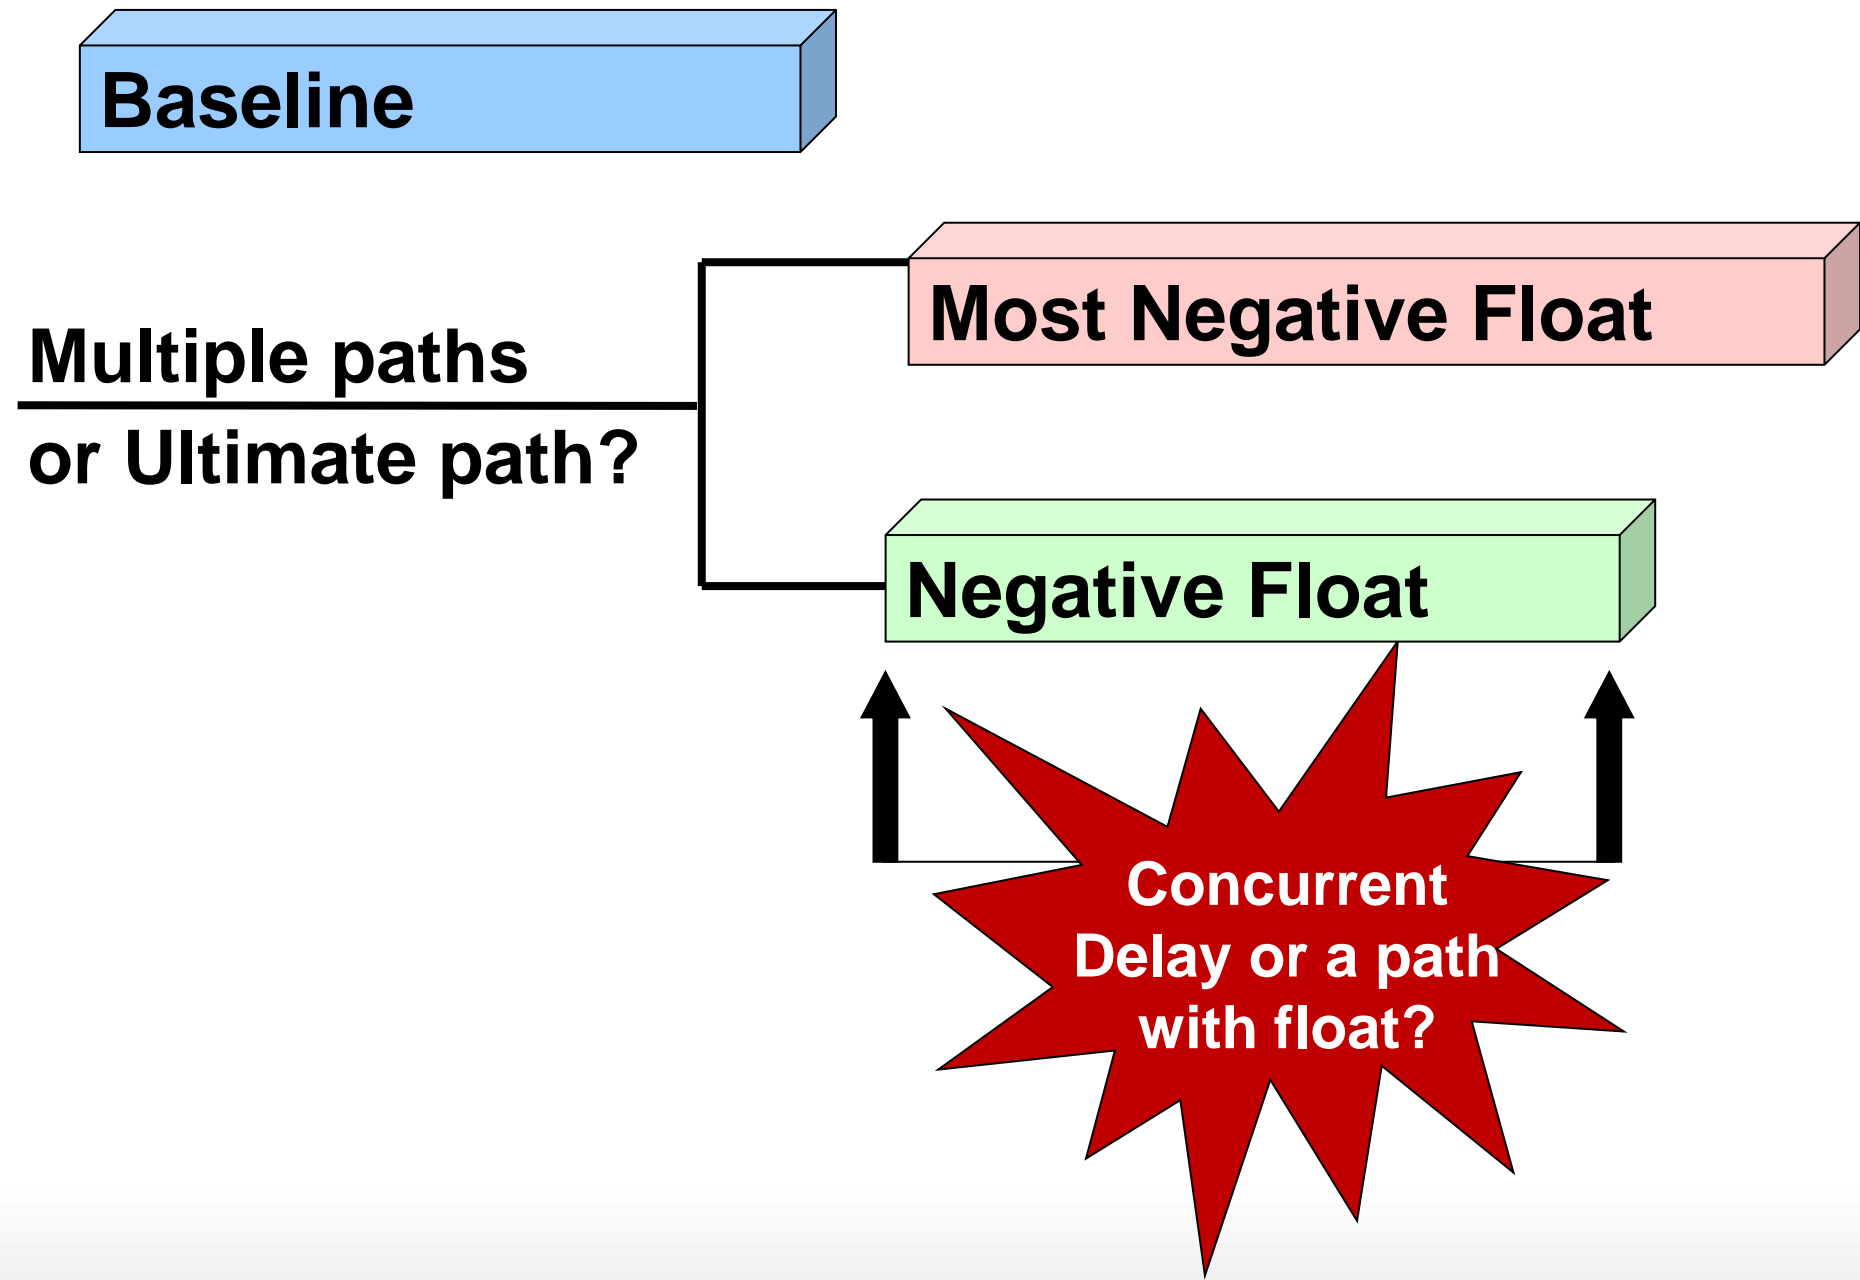 Baseline
Most Negative Float
Multiple paths
or Ultimate path?
Negative Float
Concurrent
Delay or a path
with float?